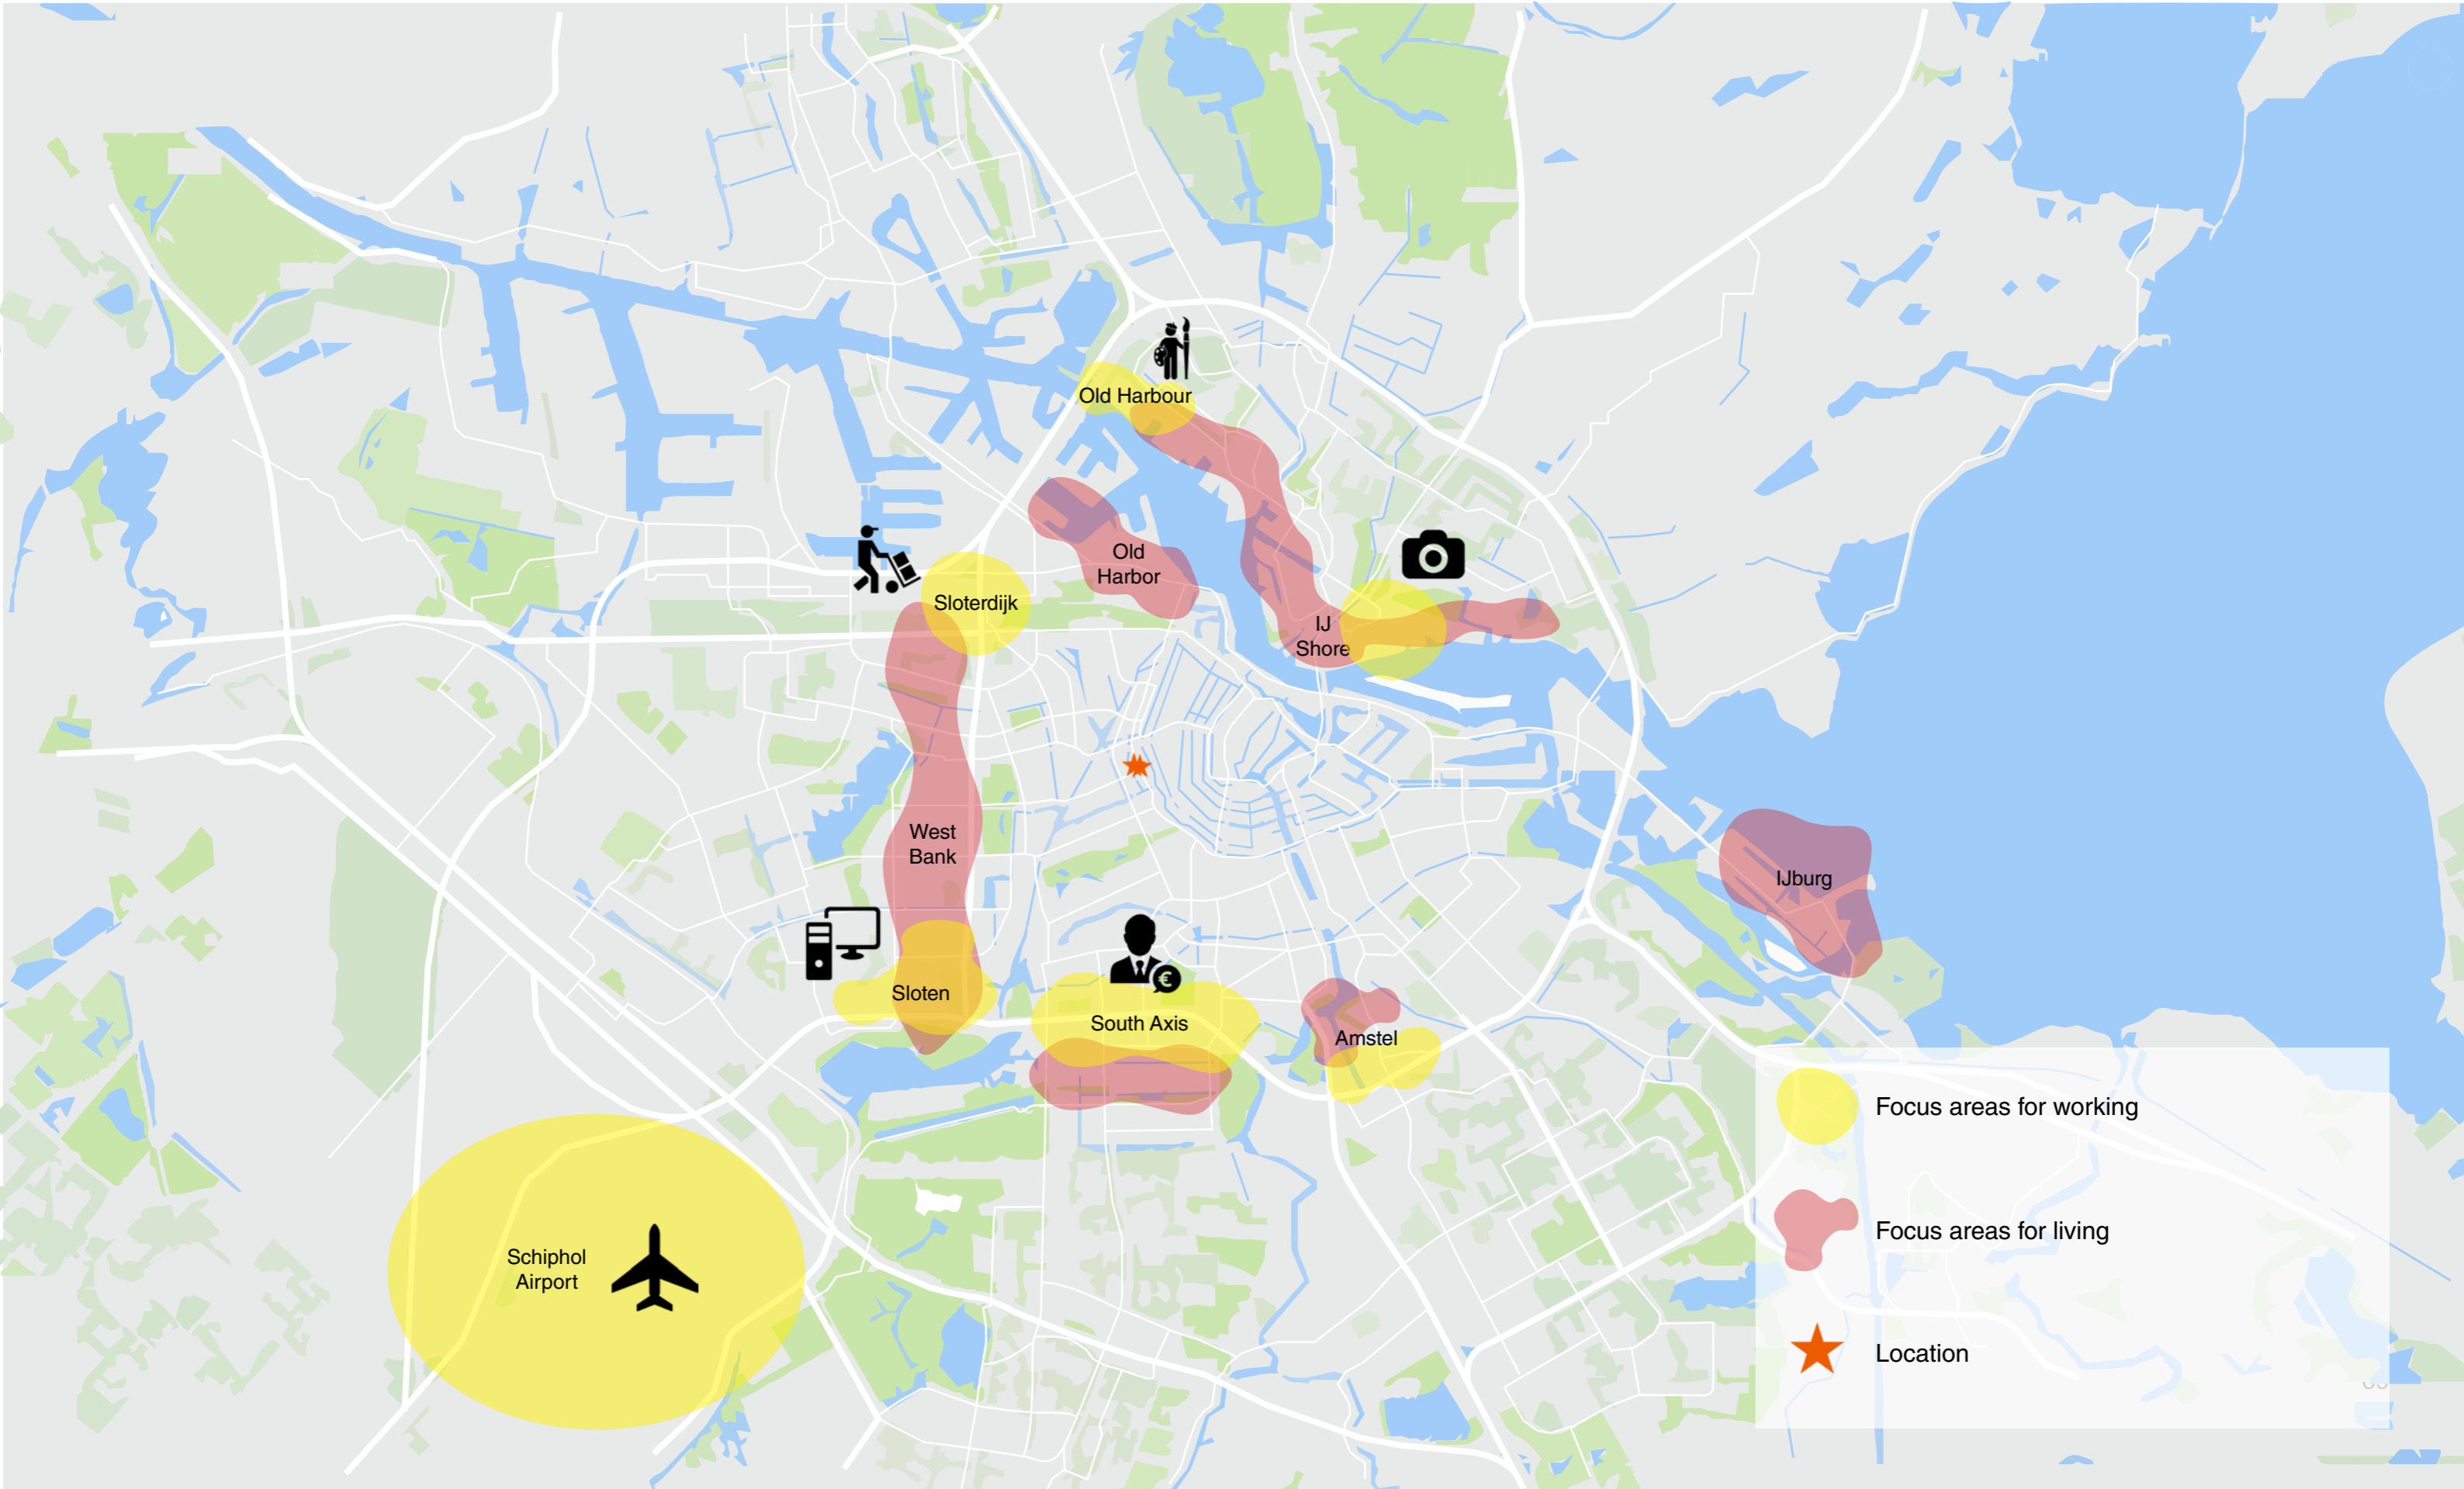 Old Harbour
Old
Harbor
Sloterdijk
IJ
Shore
West
Bank
IJburg
Sloten
South Axis
Amstel
Schiphol
Airport
Focus areas for working
Focus areas for living
Location